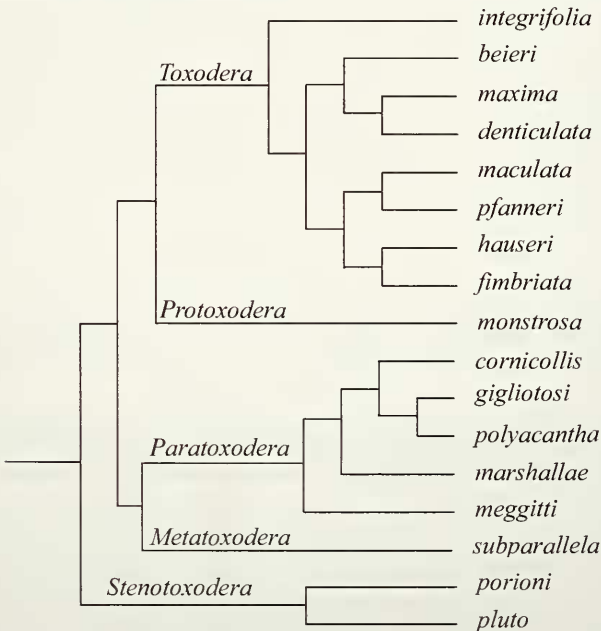 integrifolia
beieri
Toxodera
maxima
denticulata
maculata
pfanneri
hauseri
fimbriata
Protoxodera
monstrosa
cornicollis
gigliotosi
polyacantha
Paratoxodera
marshallae
meggitti
Metatoxodera
subparallela
Stenotoxodera
porioni
pluto